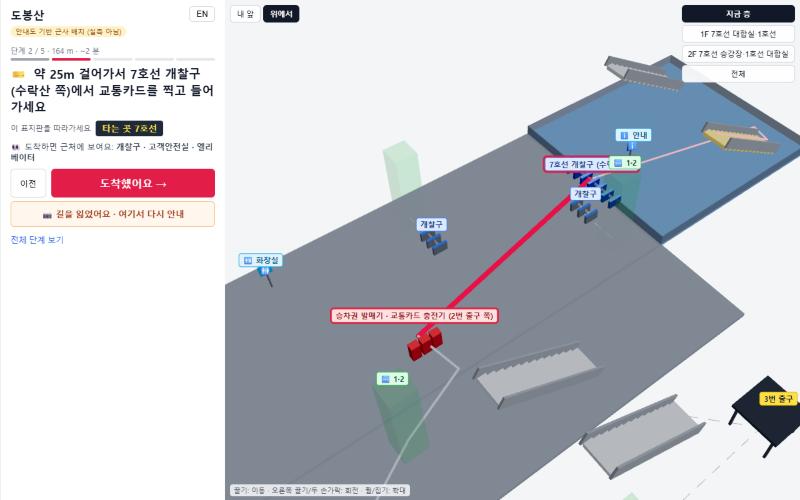 도봉산
EN
안내도 기반 근사 배치 (실측 아님)
단계 2 / 5 · 164 m · ~2 분
약 25m 걸어가서 7호선 개찰구
(수락산 쪽)에서 교통카드를 찍고 들어
가세요
이 표지판을 따라가세요 타는 곳 7호선
도착하면 근처에 보여요: 개찰구 · 고객안전실 · 엘리
베이터
이전
도착했어요 →
길을 잃었어요 · 여기서 다시 안내
전체 단계 보기
내 앞
위에서
지금 층
1F 7호선 대합실·1호선
2F 7호선 승강장·1호선 대합실
전체
안내
7호선 개찰구 (수
1-2
개찰구
개찰구
화장실
승차권 발매기 · 교통카드 충전기 (2번 출구 쪽)
1-2
3번 출구
끌기: 이동 · 오른쪽 끌기/두 손가락: 회전 · 휠/집기: 확대